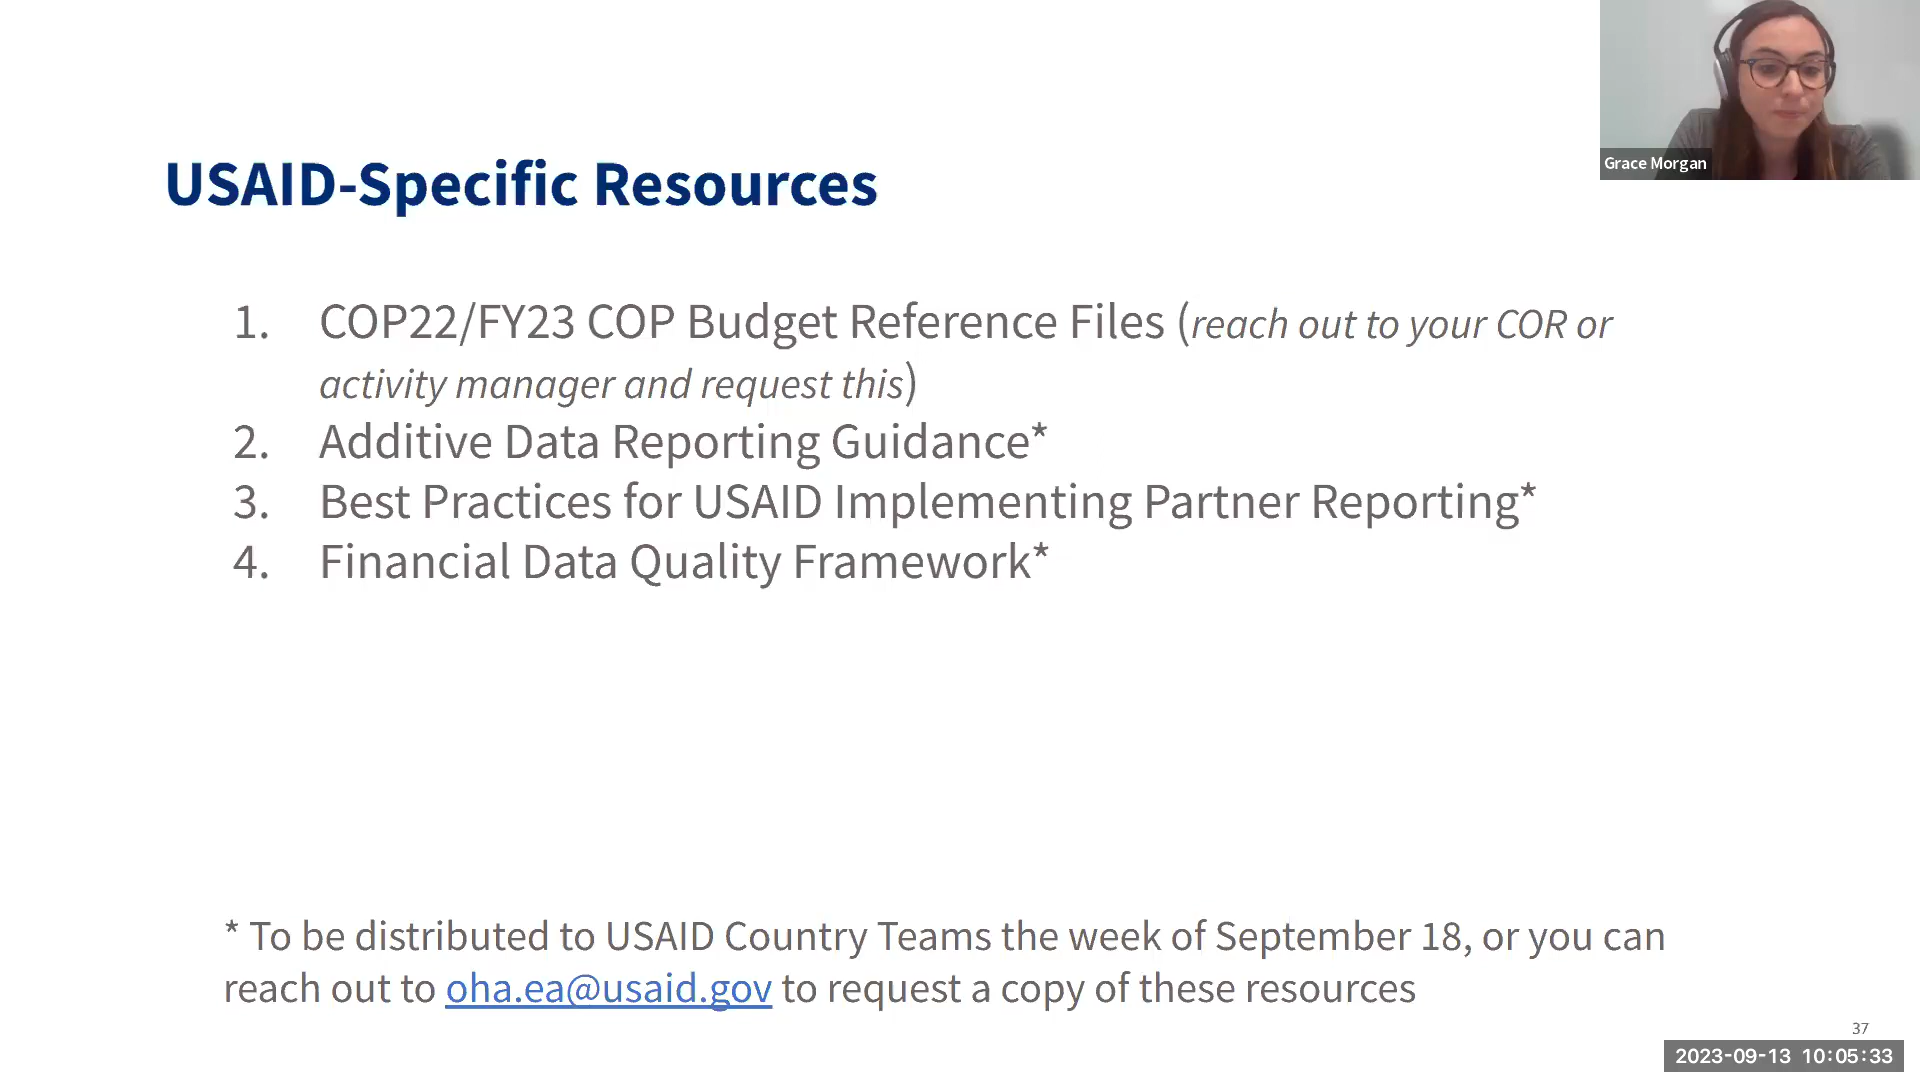 Grace Morgan
USAID-Specific Resources
1. COP22/FY23 COP Budget Reference Files (reach out to your COR or
activity manager and request this)
2. Additive Data Reporting Guidance*
3. Best Practices for USAID Implementing Partner Reporting*
4. Financial Data Quality Framework*
* To be distributed to USAID Country Teams the week of September 18, or you can
reach out to oha.ea@usaid.gov to request a copy of these resources
37
2023-09-13 10:05:33